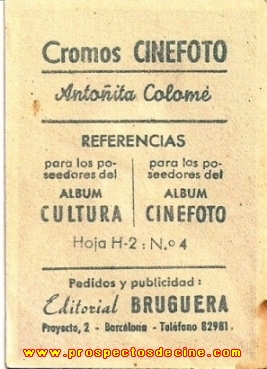 Cromos CINEFOTO
Antoñita Colomé
REFERENCIAS
para los po- para los po-
seedores del seedores del
ALBUM ALBUM
CULTURA CINEFOTO
Hoja H-2 : N.º 4
Pedidos y publicidad:
Editorial BRUGUERA
Proyecto, 2 - Barcelona - Teléfono 82981
www.prospectosdecine.com